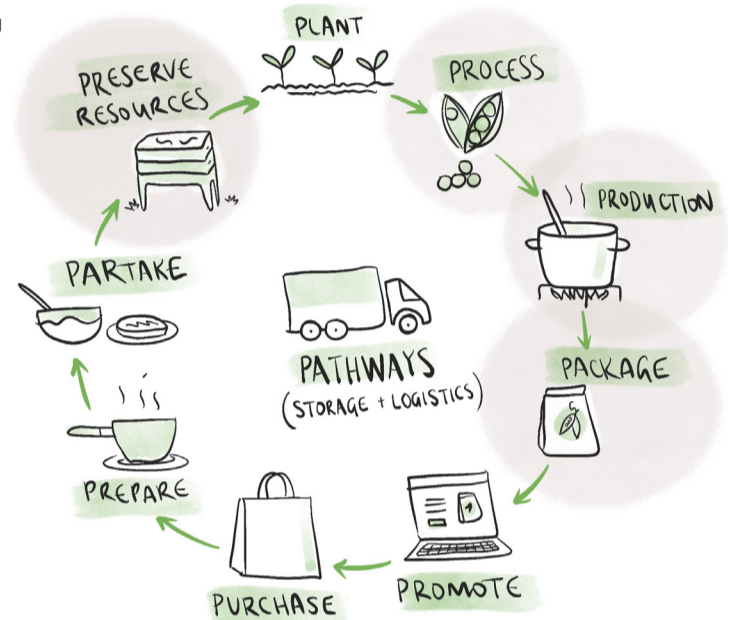 PLANT
PROCESS
PRODUCTION
PACKAGE
PROMOTE
PURCHASE
PREPARE
PARTAKE
PRESERVE
RESOURCES
PATHWAYS
(STORAGE + LOGISTICS)